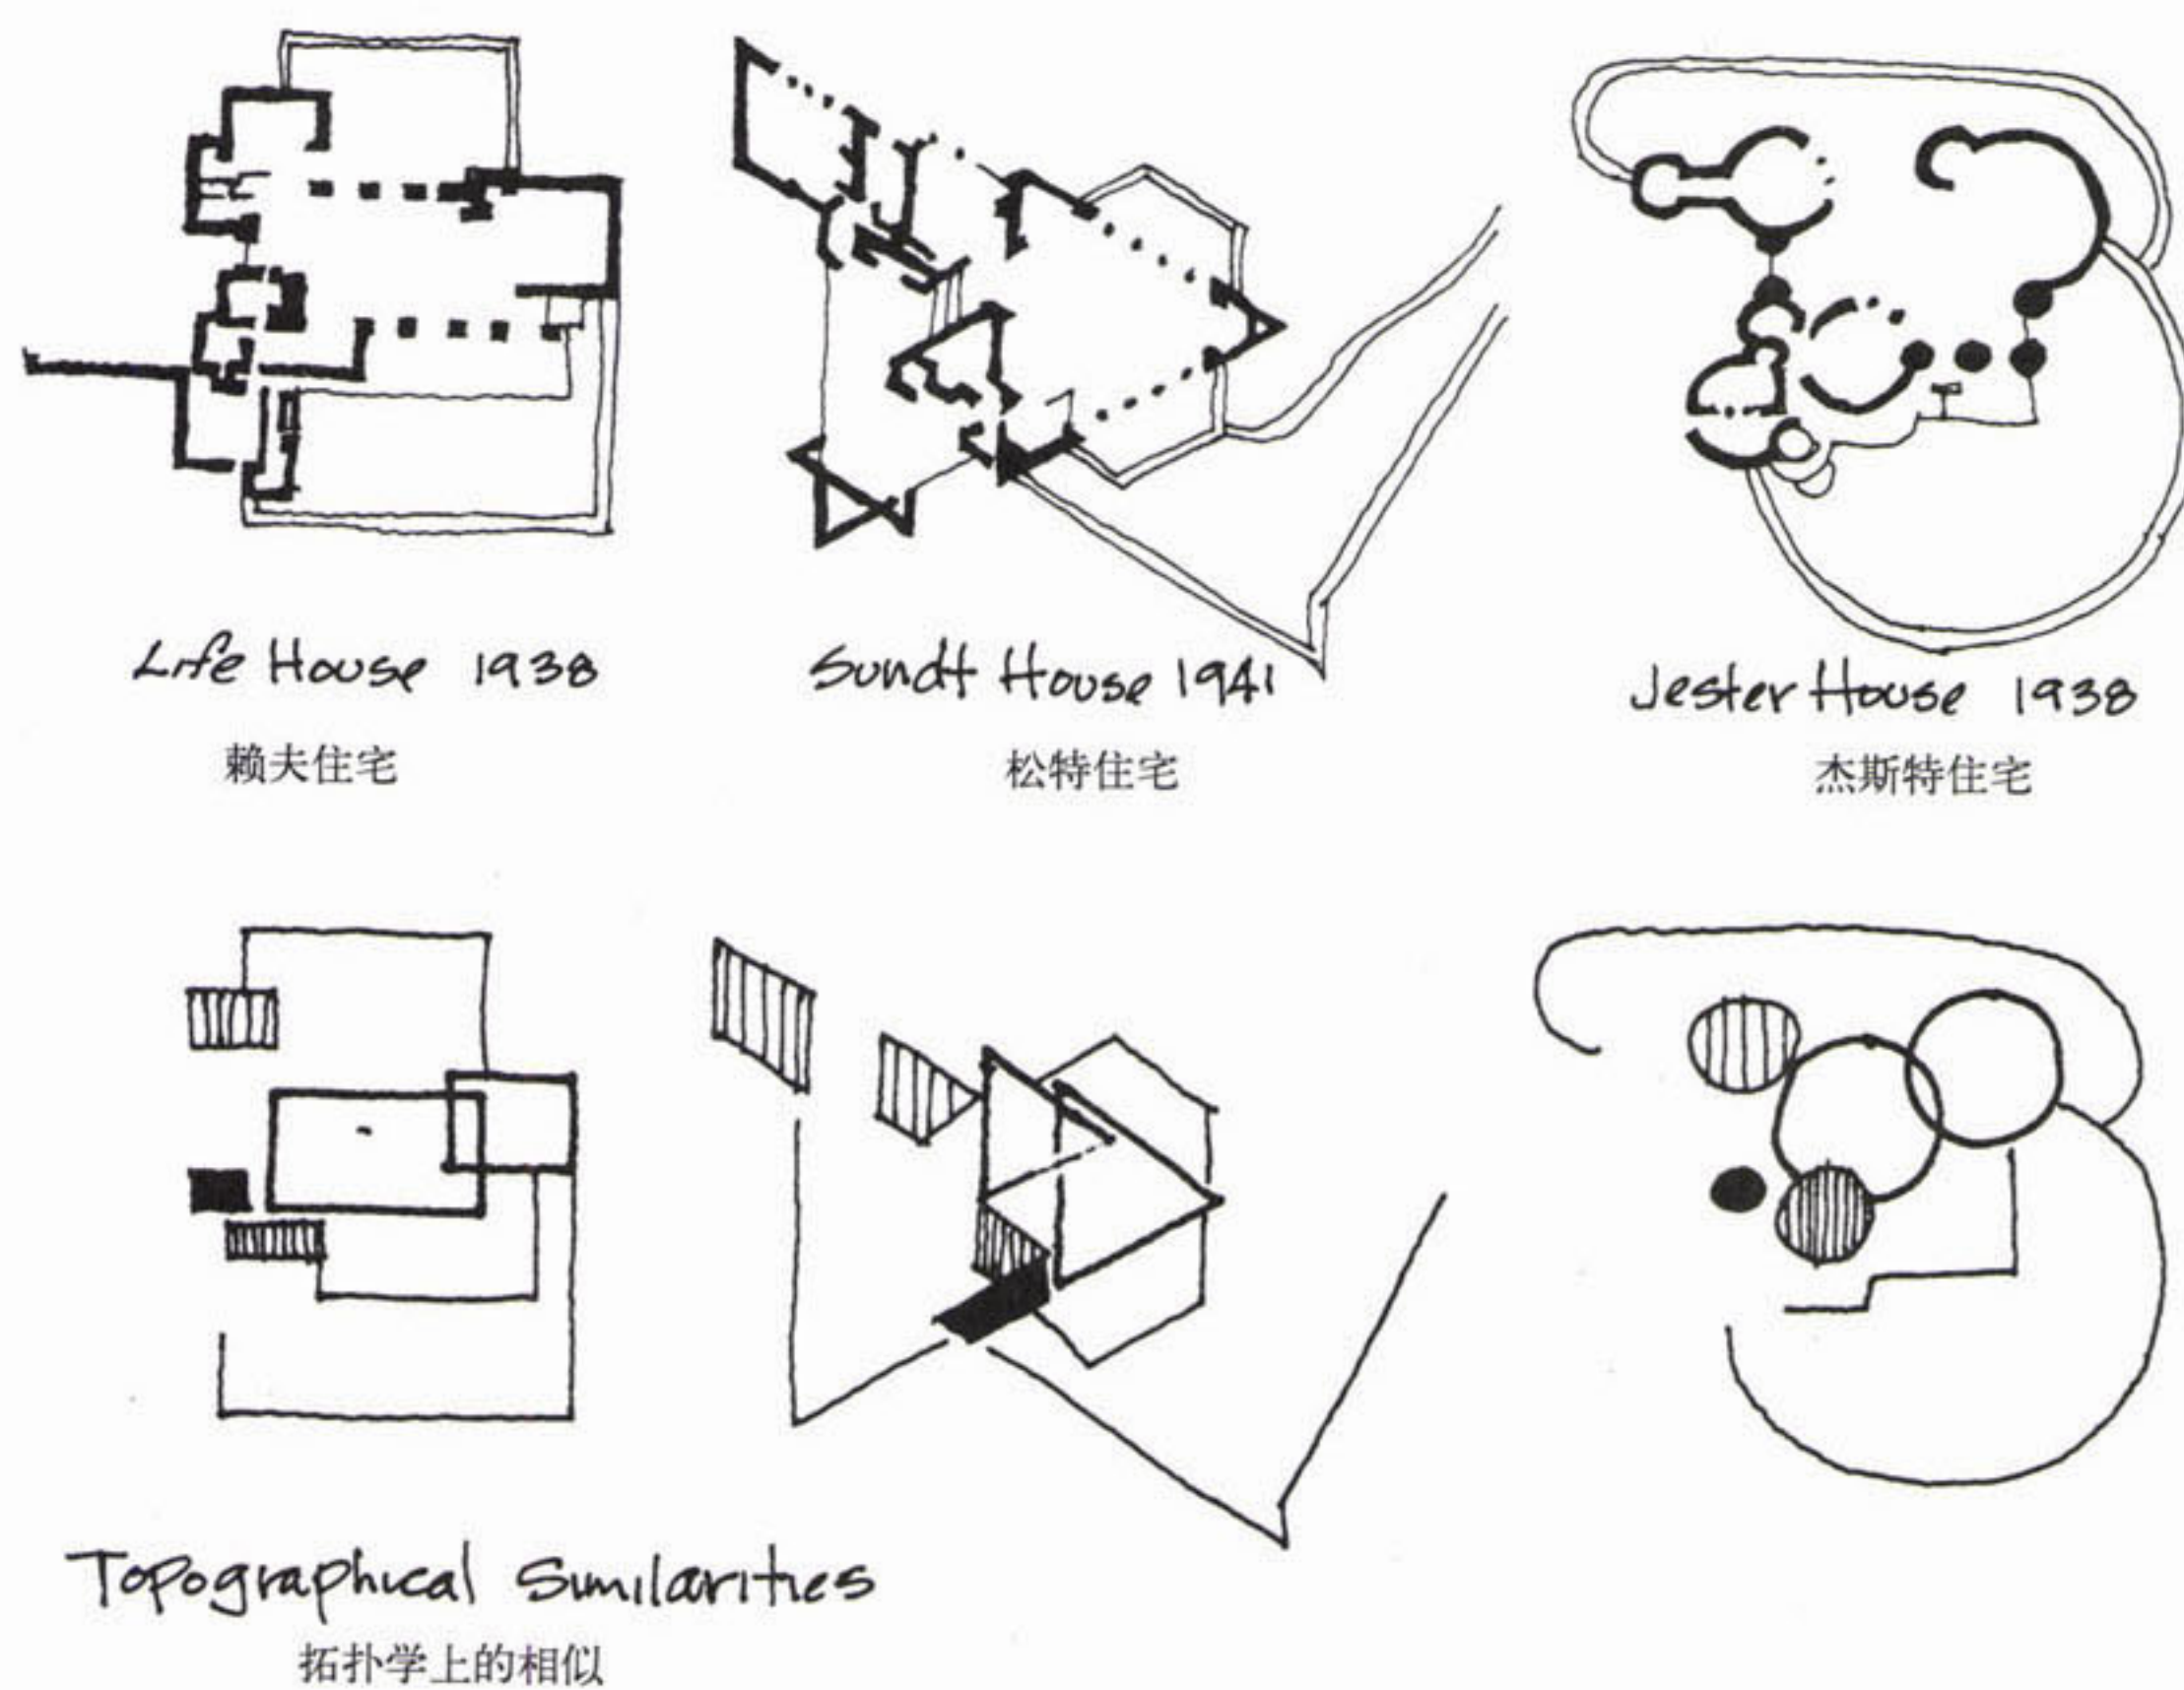 Life House 1938
Sundt House 1941
Jester House 1938
赖夫住宅
松特住宅
杰斯特住宅
Topographical Similarities
拓扑学上的相似